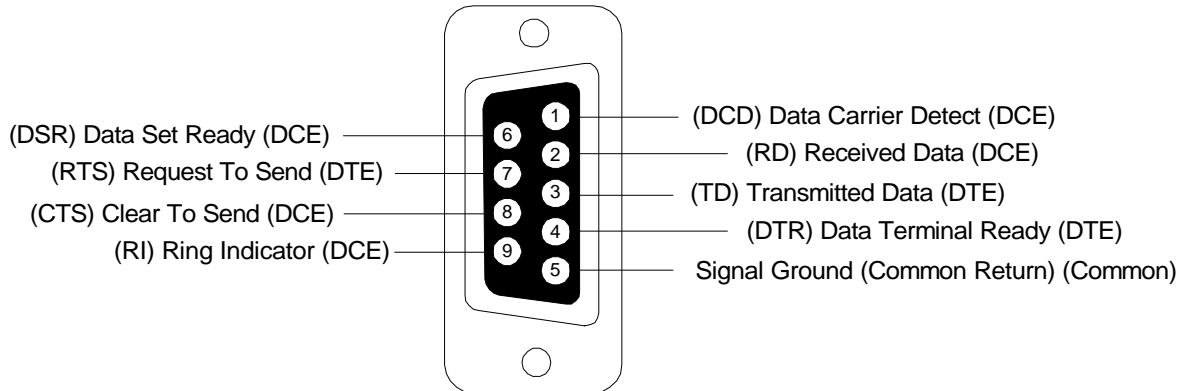 (DSR) Data Set Ready (DCE)
(RTS) Request To Send (DTE)
(CTS) Clear To Send (DCE)
(RI) Ring Indicator (DCE)
6
7
8
9
1
2
3
4
5
(DCD) Data Carrier Detect (DCE)
(RD) Received Data (DCE)
(TD) Transmitted Data (DTE)
(DTR) Data Terminal Ready (DTE)
Signal Ground (Common Return) (Common)